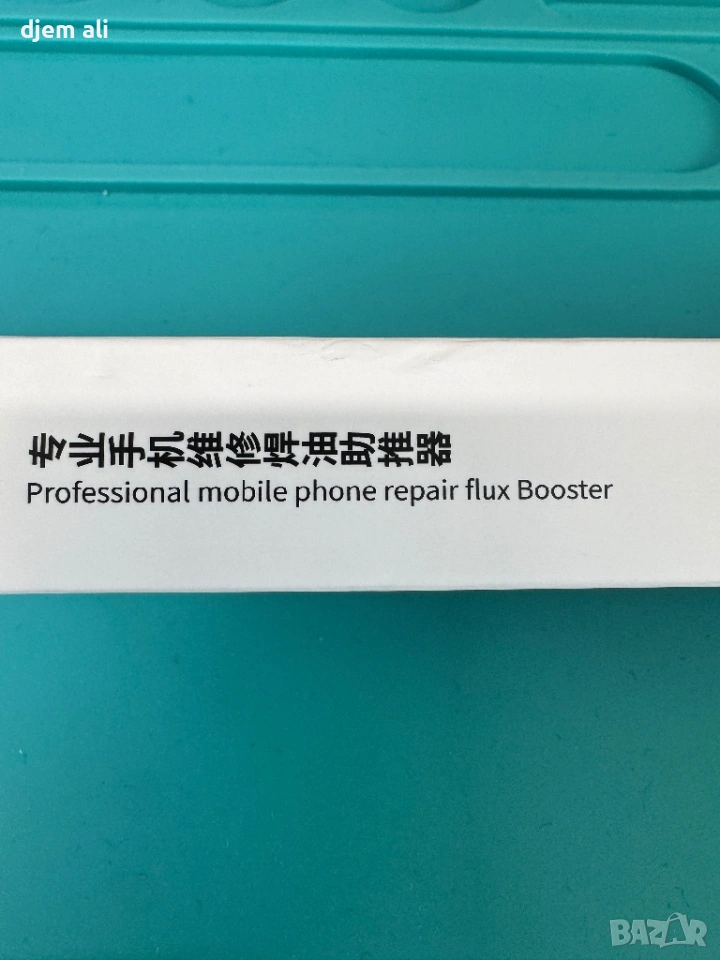 djem ali
专业手机维修焊油助推器
Professional mobile phone repair flux Booster
BAZAR